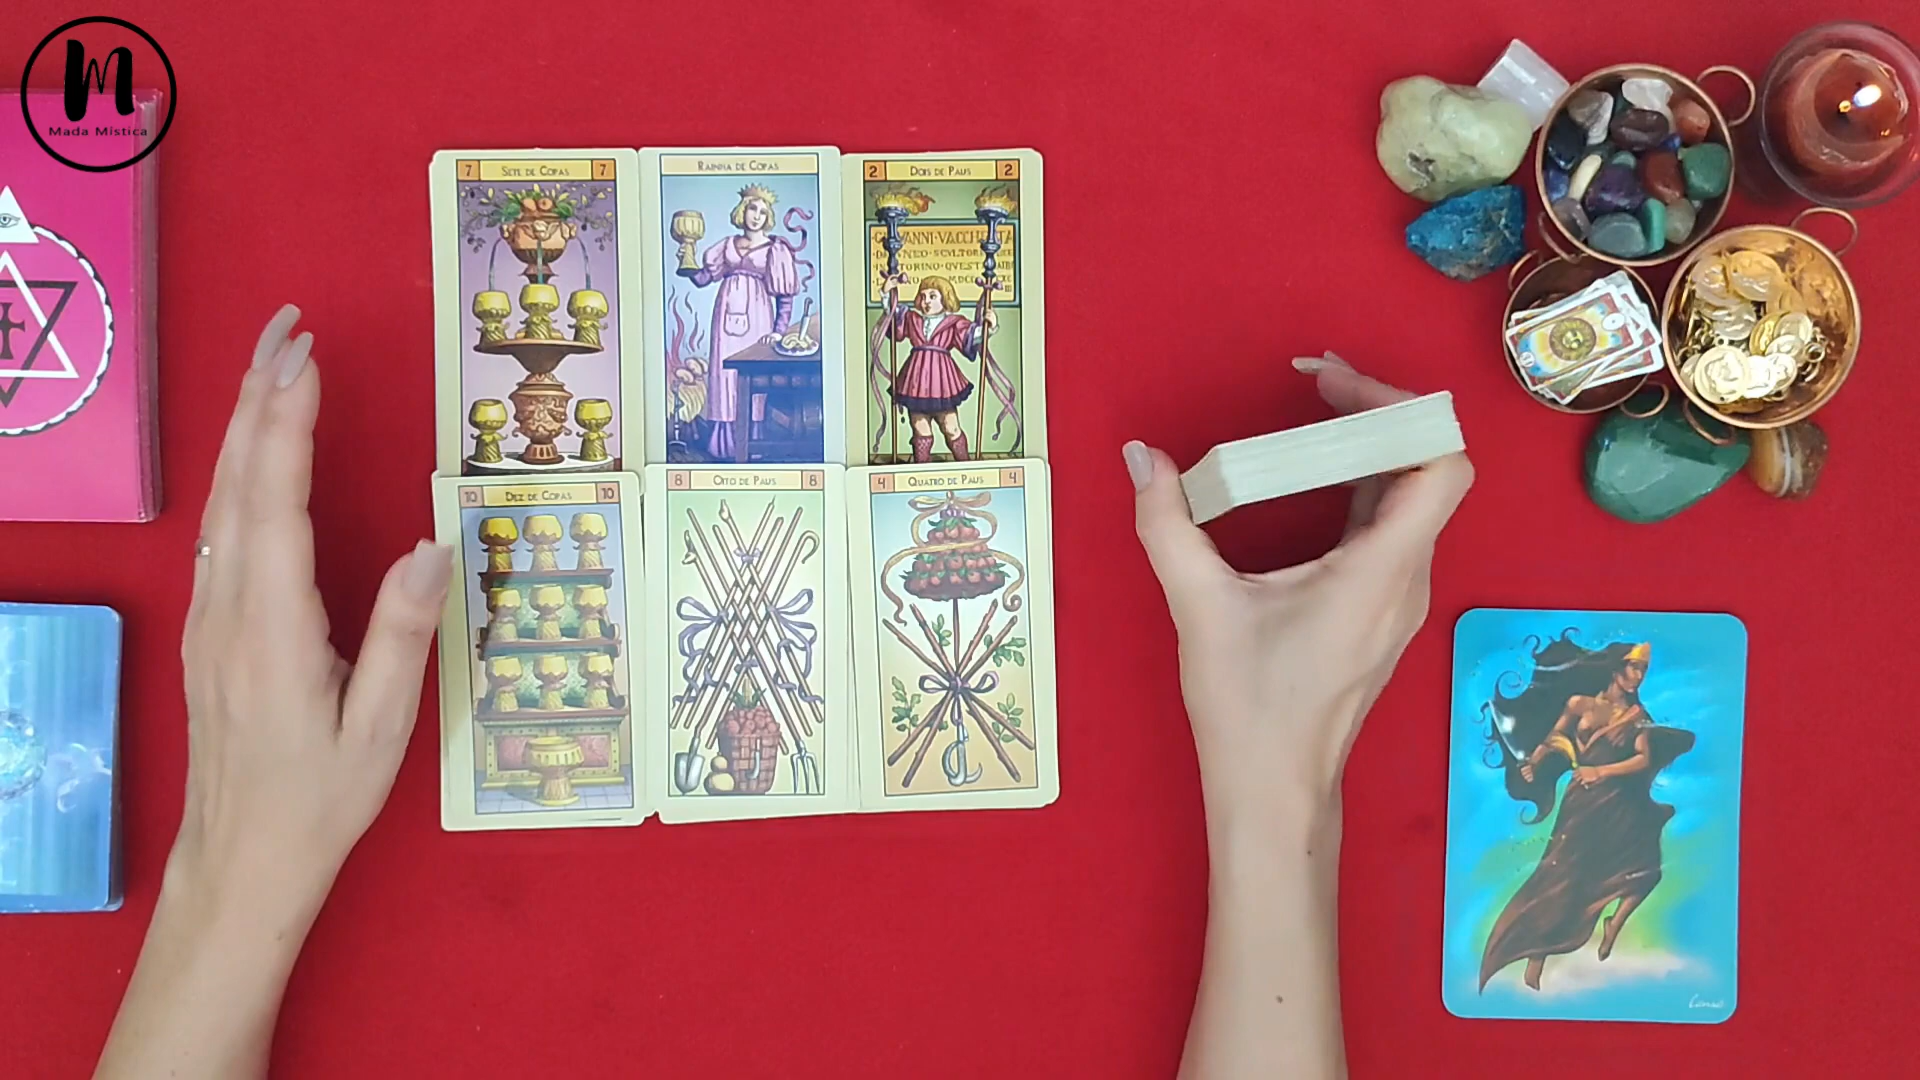 M
Mada Mística
7 SETE DE COPAS 7
RAINHA DE COPAS
2 DOIS DE PAUS 2
10 DEZ DE COPAS 10
8 OITO DE PAUS 8
4 QUATRO DE PAUS 4